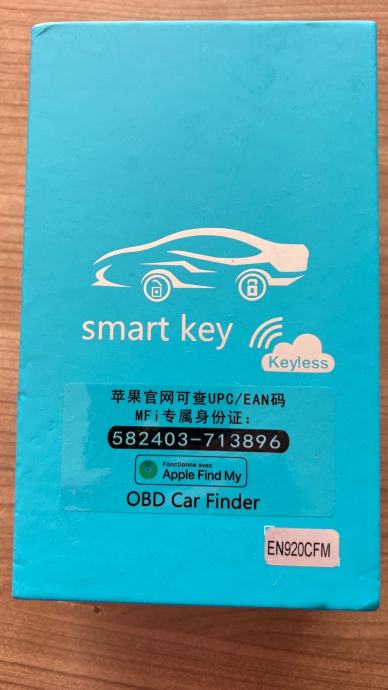 smart key
Keyless
苹果官网可查UPC/EAN码
MFi专属身份证：
582403-713896
Fonctionne avec
Apple Find My
OBD Car Finder
EN920CFM